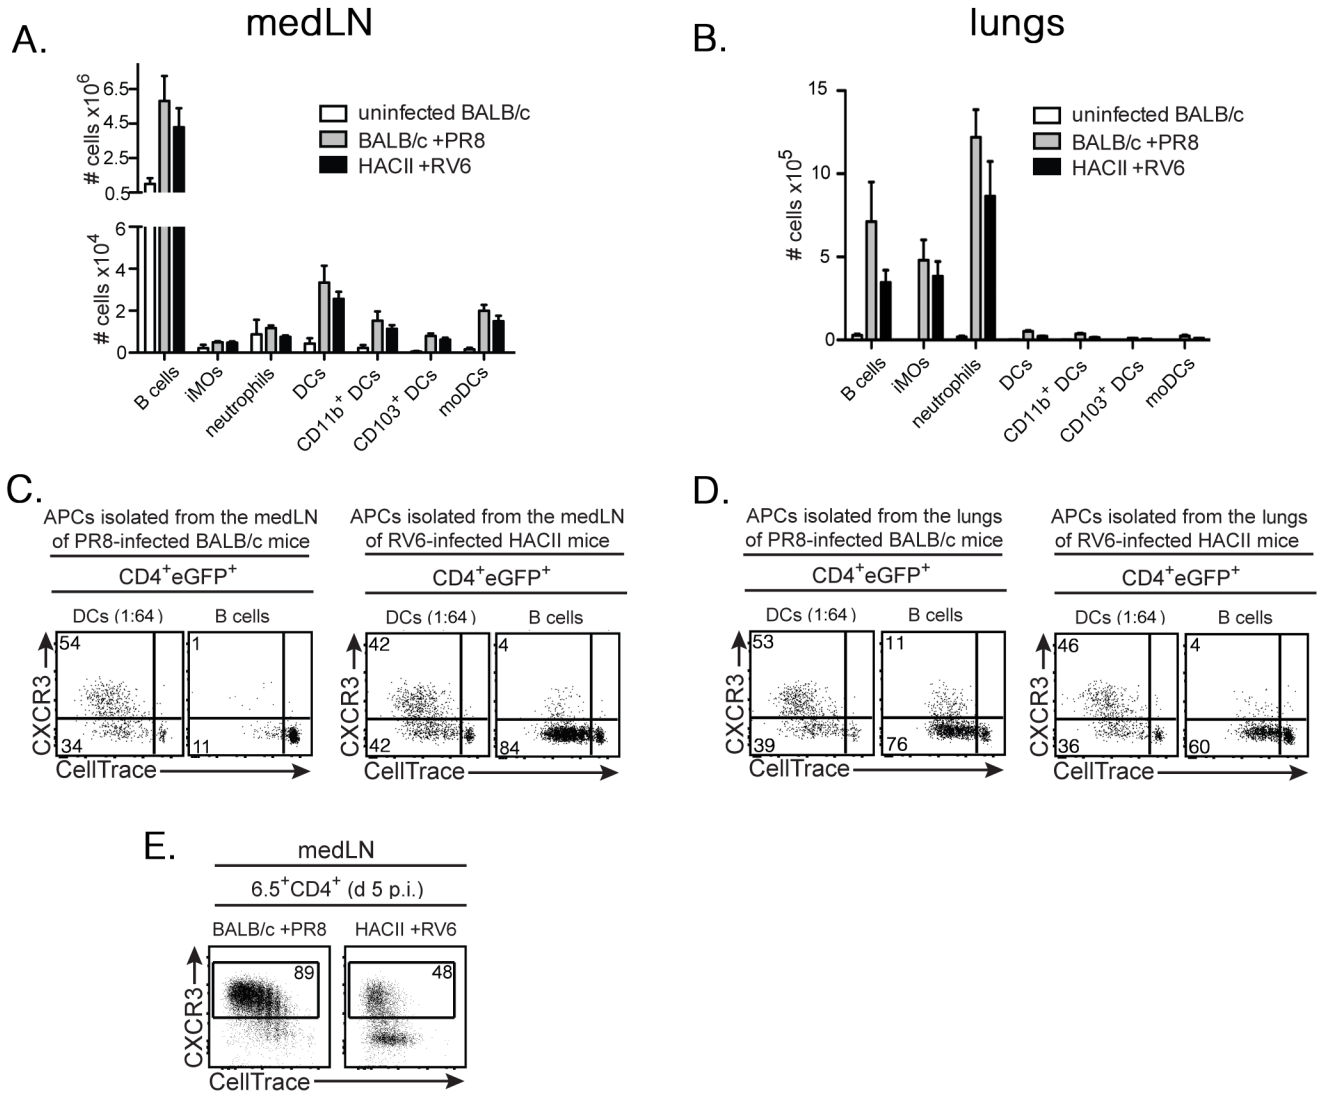 A.
medLN
# cells x10⁶
6.5
4.5
2.5
0.5
# cells x10⁴
6
4
2
0
uninfected BALB/c
BALB/c +PR8
HACII +RV6
B cells
iMOs
neutrophils
DCs
CD11b⁺ DCs
CD103⁺ DCs
moDCs
B.
lungs
# cells x10⁵
15
10
5
0
uninfected BALB/c
BALB/c +PR8
HACII +RV6
B cells
iMOs
neutrophils
DCs
CD11b⁺ DCs
CD103⁺ DCs
moDCs
C.
APCs isolated from the medLN
of PR8-infected BALB/c mice
CD4⁺eGFP⁺
DCs (1:64)
B cells
54
34
1
11
CXCR3
CellTrace
APCs isolated from the medLN
of RV6-infected HACII mice
CD4⁺eGFP⁺
DCs (1:64)
B cells
42
42
4
84
CXCR3
CellTrace
D.
APCs isolated from the lungs
of PR8-infected BALB/c mice
CD4⁺eGFP⁺
DCs (1:64)
B cells
53
39
11
76
CXCR3
CellTrace
APCs isolated from the lungs
of RV6-infected HACII mice
CD4⁺eGFP⁺
DCs (1:64)
B cells
46
36
4
60
CXCR3
CellTrace
E.
medLN
6.5⁺CD4⁺ (d 5 p.i.)
BALB/c +PR8
HACII +RV6
89
48
CXCR3
CellTrace